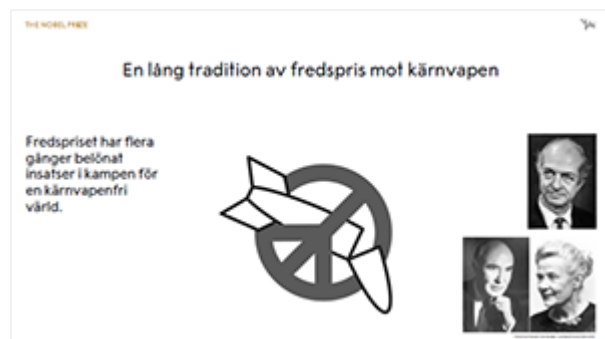 THE NOBEL PRIZE
En lång tradition av fredspris mot kärnvapen
Fredspriset har flera
gånger belönat
insatser i kampen för
en kärnvapenfri
värld.